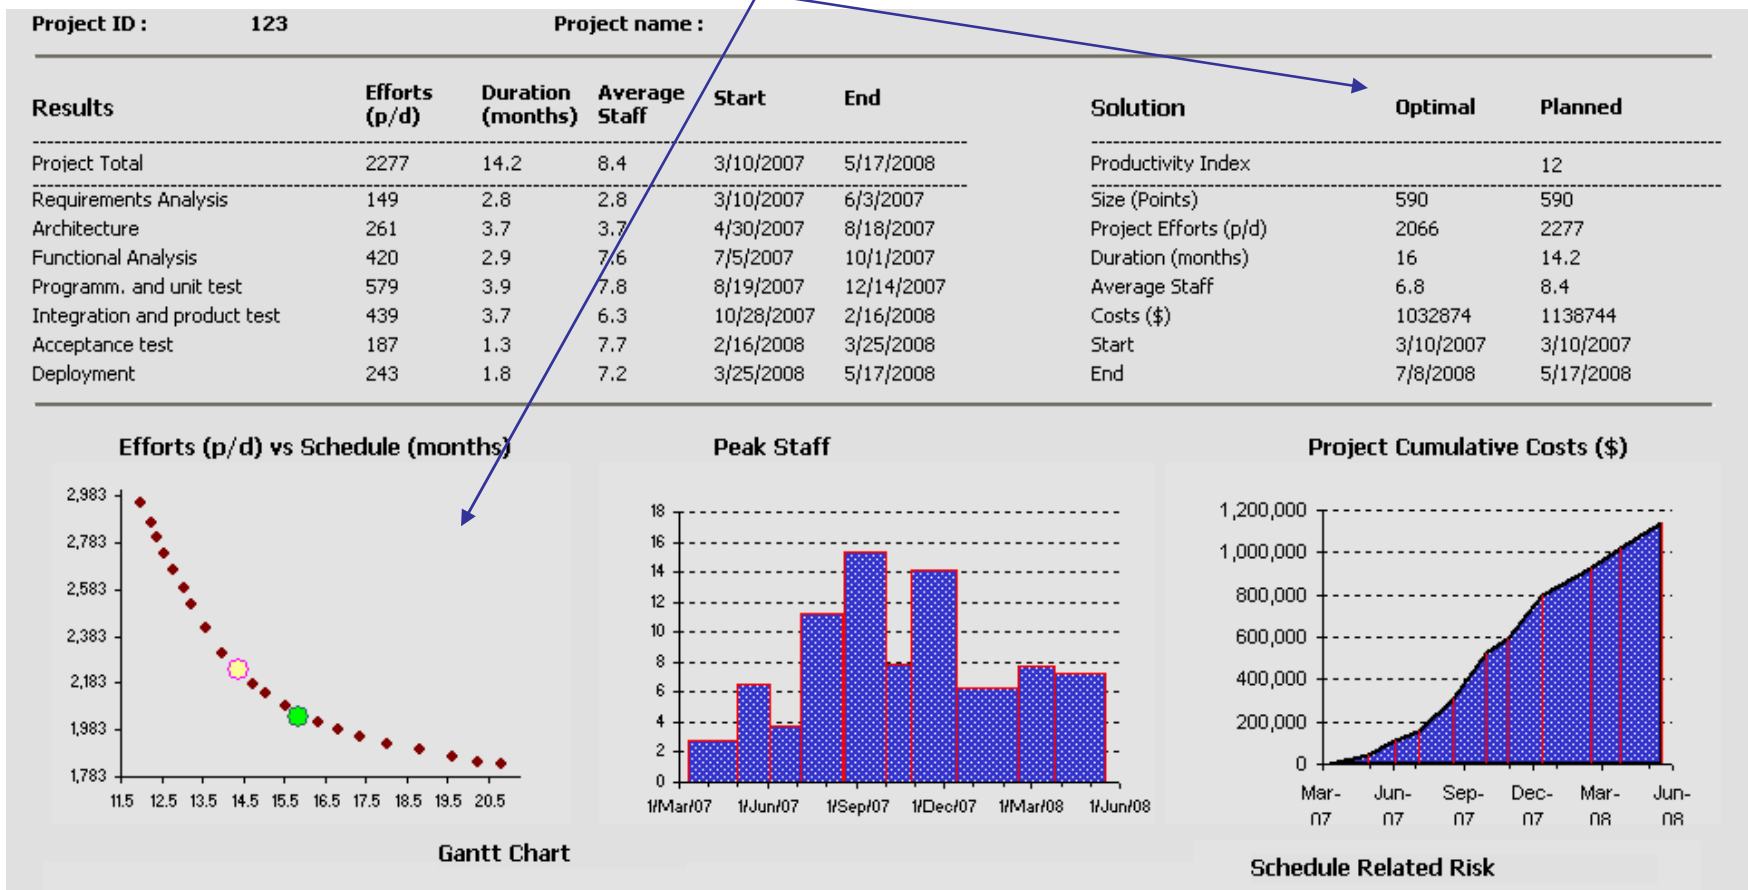 Project ID : 123 Project name :
Results Efforts (p/d) Duration (months) Average Staff Start End
Project Total 2277 14.2 8.4 3/10/2007 5/17/2008
Requirements Analysis 149 2.8 2.8 3/10/2007 6/3/2007
Architecture 261 3.7 3.7 4/30/2007 8/18/2007
Functional Analysis 420 2.9 7.6 7/5/2007 10/1/2007
Programm. and unit test 579 3.9 7.8 8/19/2007 12/14/2007
Integration and product test 439 3.7 6.3 10/28/2007 2/16/2008
Acceptance test 187 1.3 7.7 2/16/2008 3/25/2008
Deployment 243 1.8 7.2 3/25/2008 5/17/2008
Solution Optimal Planned
Productivity Index 12
Size (Points) 590 590
Project Efforts (p/d) 2066 2277
Duration (months) 16 14.2
Average Staff 6.8 8.4
Costs ($) 1032874 1138744
Start 3/10/2007 3/10/2007
End 7/8/2008 5/17/2008
Efforts (p/d) vs Schedule (months)
2,983
2,783
2,583
2,383
2,183
1,983
1,783
11.5 12.5 13.5 14.5 15.5 16.5 17.5 18.5 19.5 20.5
Peak Staff
18
16
14
12
10
8
6
4
2
0
1/Mar/07 1/Jun/07 1/Sep/07 1/Dec/07 1/Mar/08 1/Jun/08
Project Cumulative Costs ($)
1,200,000
1,000,000
800,000
600,000
400,000
200,000
0
Mar- Jun- Sep- Dec- Mar- Jun-
07 07 07 07 08 08
Gantt Chart
Schedule Related Risk